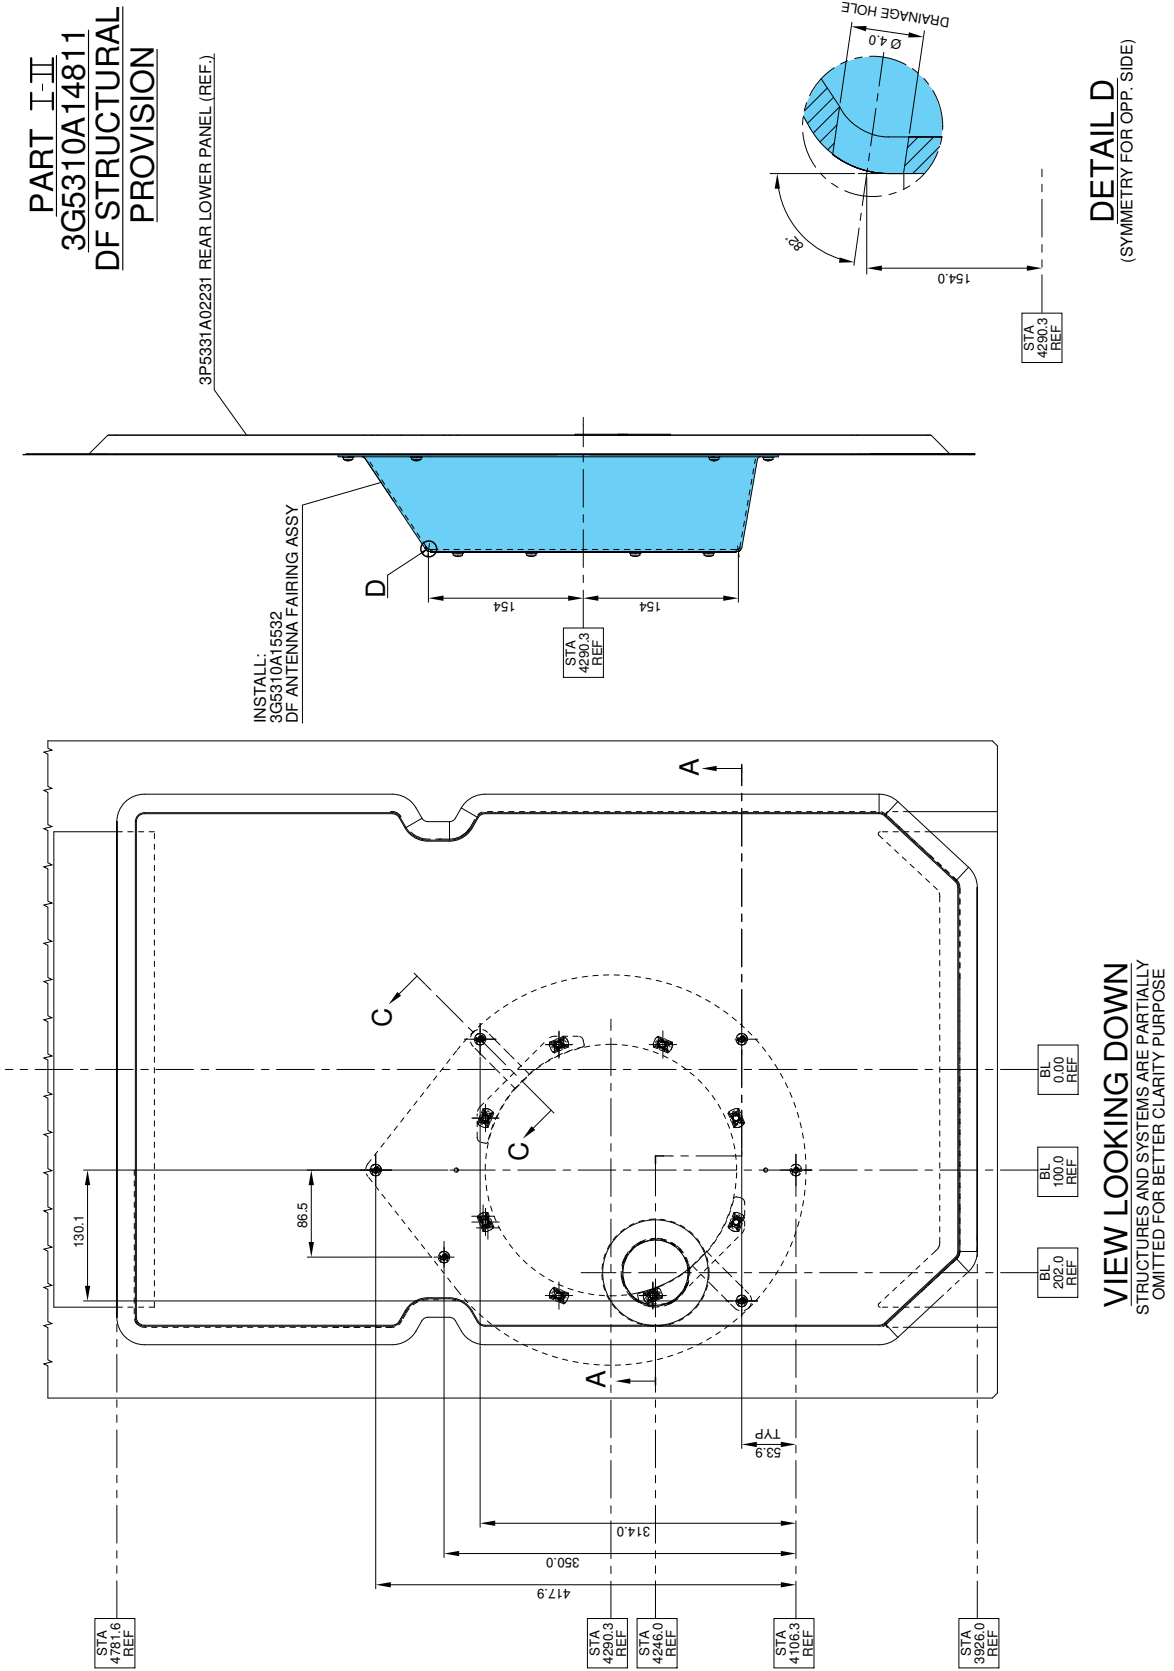 PART I-II
3G5310A14811
DF STRUCTURAL
PROVISION
3P5331A02231 REAR LOWER PANEL (REF.)
INSTALL:
3G5310A15532
DF ANTENNA FAIRING ASSY
D
154
154
STA
4290.3
REF
DRAINAGE HOLE
Ø 4.0
82°
154.0
STA
4290.3
REF
DETAIL D
(SYMMETRY FOR OPP. SIDE)
A
A
C
C
130.1
86.5
53.9
TYP
314.0
350.0
417.9
STA
4781.6
REF
STA
4290.3
REF
STA
4246.0
REF
STA
4106.3
REF
STA
3926.0
REF
BL
0.00
REF
BL
100.0
REF
BL
202.0
REF
VIEW LOOKING DOWN
STRUCTURES AND SYSTEMS ARE PARTIALLY
OMITTED FOR BETTER CLARITY PURPOSE